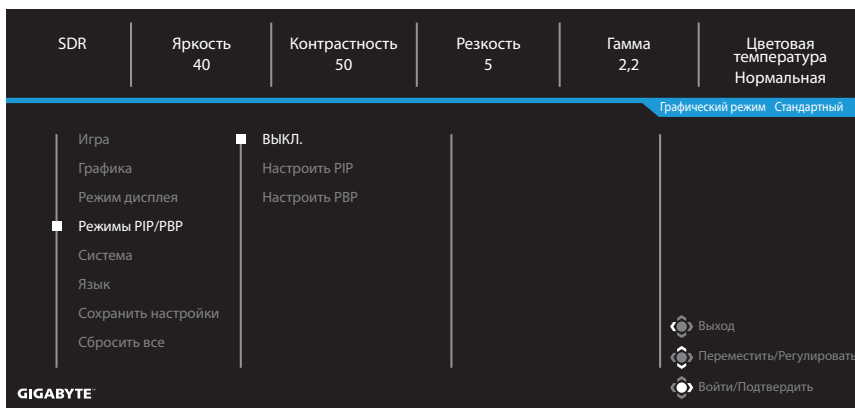 SDR
Яркость
40
Контрастность
50
Резкость
5
Гамма
2,2
Цветовая
температура
Нормальная
Графический режим Стандартный
Игра
Графика
Режим дисплея
Режимы PIP/PBP
Система
Язык
Сохранить настройки
Сбросить все
ВЫКЛ.
Настроить PIP
Настроить PBP
Выход
Переместить/Регулировать
Войти/Подтвердить
GIGABYTE™